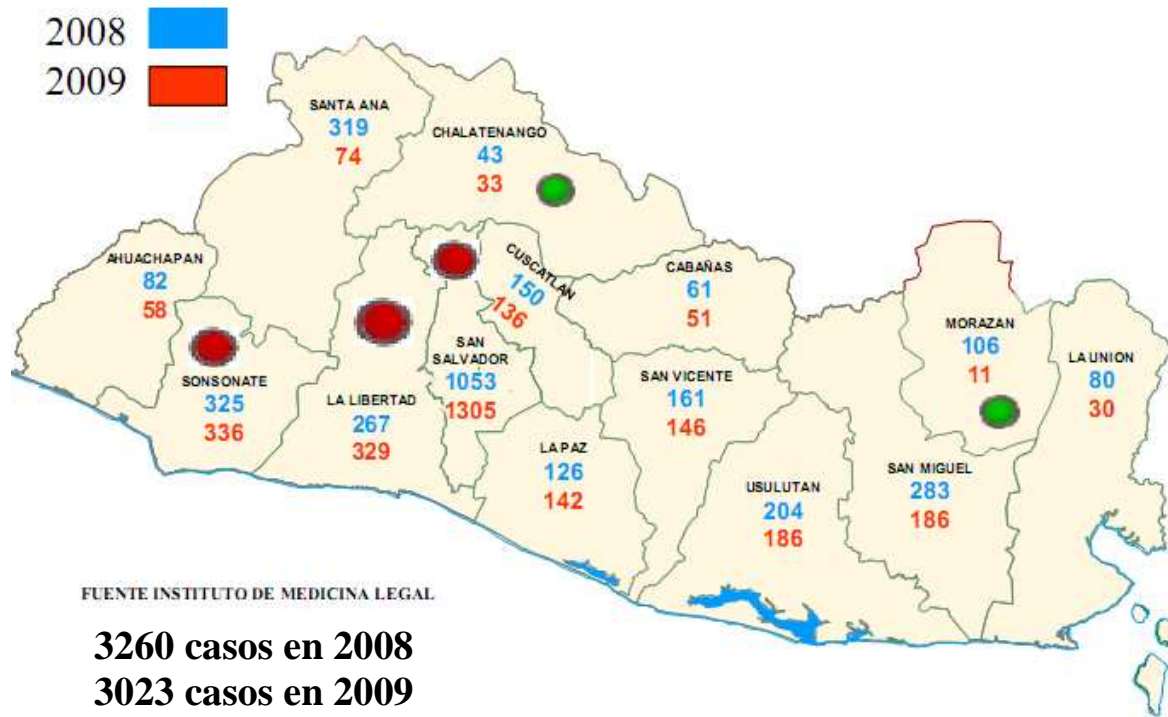 2008
2009
SANTA ANA
319
74
CHALATENANGO
43
33
AHUACHAPAN
82
58
SONSONATE
325
336
LA LIBERTAD
267
329
SAN
SALVADOR
1053
1305
CUSCATLAN
150
136
CABAÑAS
61
51
SAN VICENTE
161
146
LA PAZ
126
142
USULUTAN
204
186
SAN MIGUEL
283
186
MORAZAN
106
11
LA UNION
80
30
FUENTE INSTITUTO DE MEDICINA LEGAL
3260 casos en 2008
3023 casos en 2009